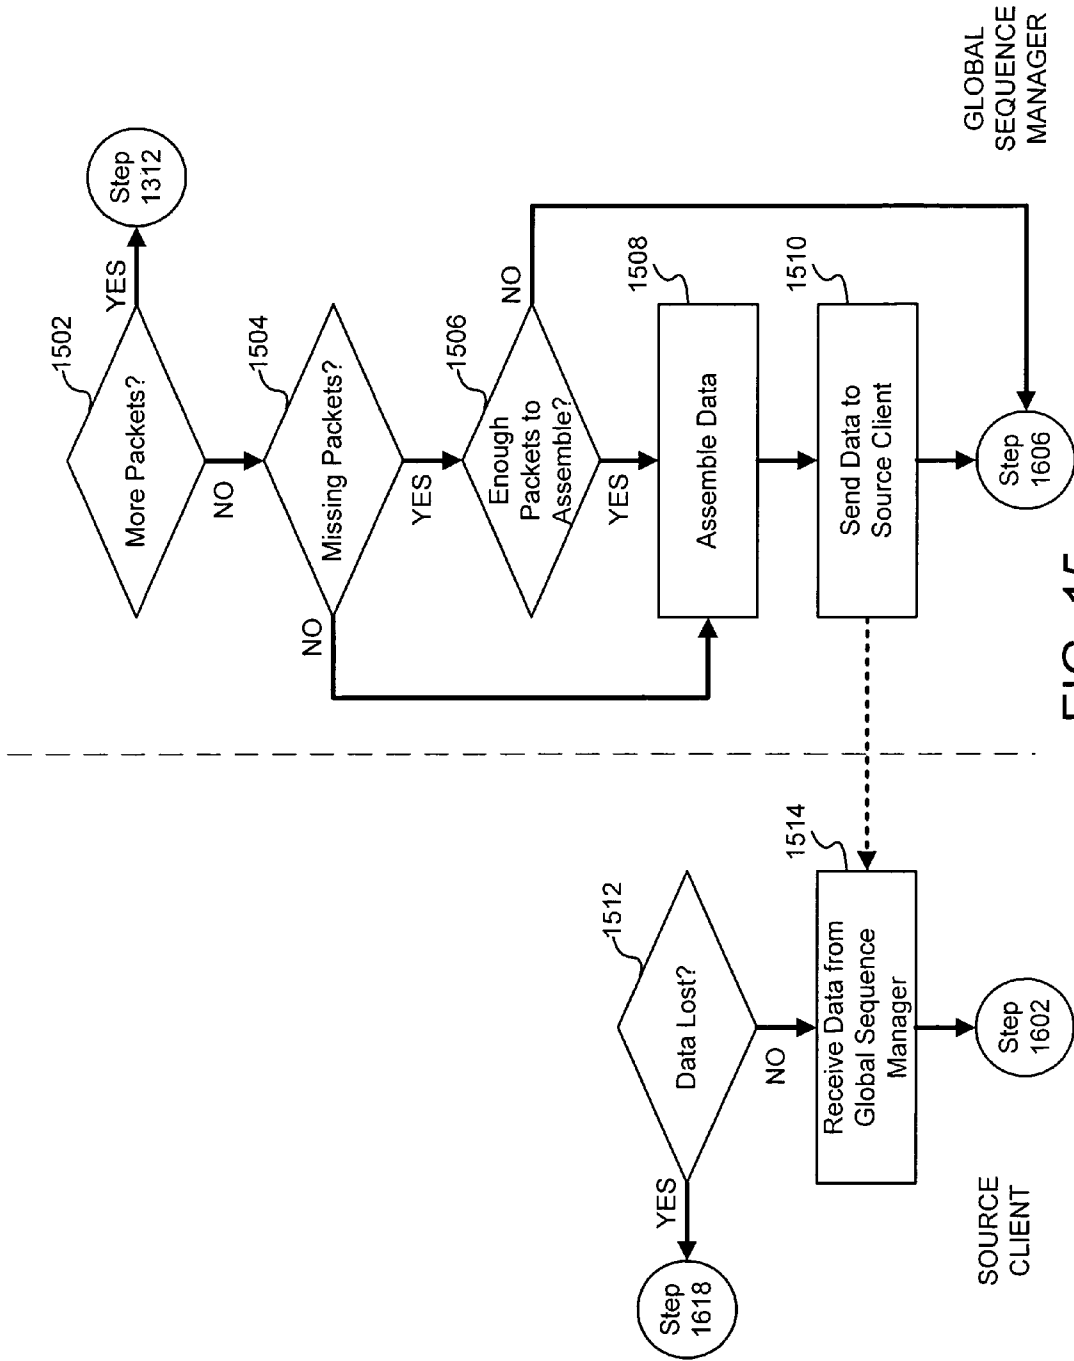 1502
More Packets?
YES
Step
1312
NO
1504
Missing Packets?
NO
YES
1506
Enough
Packets to
Assemble?
NO
YES
1508
Assemble Data
1510
Send Data to
Source Client
Step
1606
GLOBAL
SEQUENCE
MANAGER
1512
Data Lost?
YES
Step
1618
NO
1514
Receive Data from
Global Sequence
Manager
Step
1602
SOURCE
CLIENT
FIG. 15